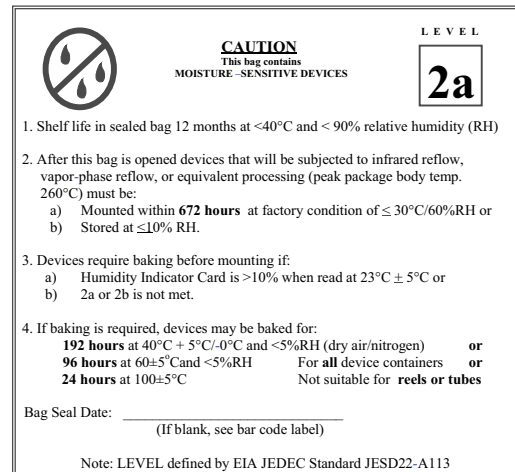 LEVEL
CAUTION
This bag contains
MOISTURE –SENSITIVE DEVICES
2a
1. Shelf life in sealed bag 12 months at <40°C and < 90% relative humidity (RH)
2. After this bag is opened devices that will be subjected to infrared reflow,
vapor-phase reflow, or equivalent processing (peak package body temp.
260°C) must be:
a) Mounted within 672 hours at factory condition of ≤ 30°C/60%RH or
b) Stored at ≤10% RH.
3. Devices require baking before mounting if:
a) Humidity Indicator Card is >10% when read at 23°C ± 5°C or
b) 2a or 2b is not met.
4. If baking is required, devices may be baked for:
192 hours at 40°C + 5°C/-0°C and <5%RH (dry air/nitrogen) or
96 hours at 60±5°Cand <5%RH For all device containers or
24 hours at 100±5°C Not suitable for reels or tubes
Bag Seal Date: ______________________________
(If blank, see bar code label)
Note: LEVEL defined by EIA JEDEC Standard JESD22-A113